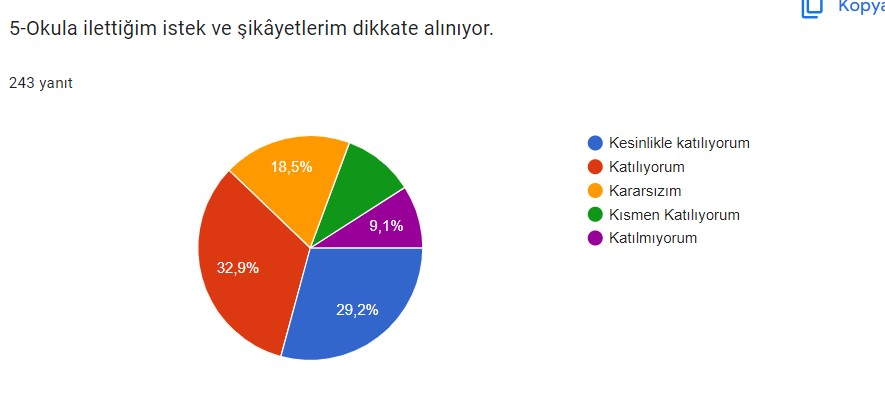 Kopya
5-Okula ilettiğim istek ve şikâyetlerim dikkate alınıyor.
243 yanıt
Kesinlikle katılıyorum
Katılıyorum
Kararsızım
Kısmen Katılıyorum
Katılmıyorum
18,5%
9,1%
32,9%
29,2%